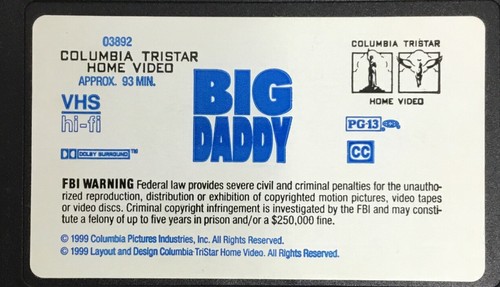 03892
COLUMBIA TRISTAR
HOME VIDEO
APPROX. 93 MIN.
VHS
hi-fi
DOLBY SURROUND TM
BIG
DADDY
COLUMBIA TRISTAR
HOME VIDEO
PG-13
CC
FBI WARNING Federal law provides severe civil and criminal penalties for the unautho-
rized reproduction, distribution or exhibition of copyrighted motion pictures, video tapes
or video discs. Criminal copyright infringement is investigated by the FBI and may consti-
tute a felony of up to five years in prison and/or a $250,000 fine.
© 1999 Columbia Pictures Industries, Inc. All Rights Reserved.
© 1999 Layout and Design Columbia-TriStar Home Video. All Rights Reserved.